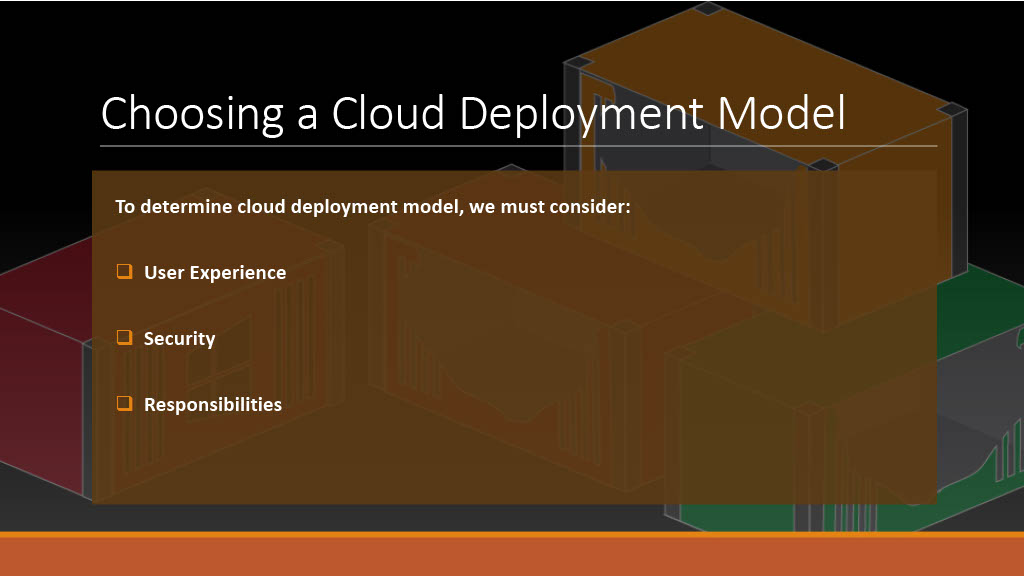 Choosing a Cloud Deployment Model
To determine cloud deployment model, we must consider:
❑ User Experience
❑ Security
❑ Responsibilities